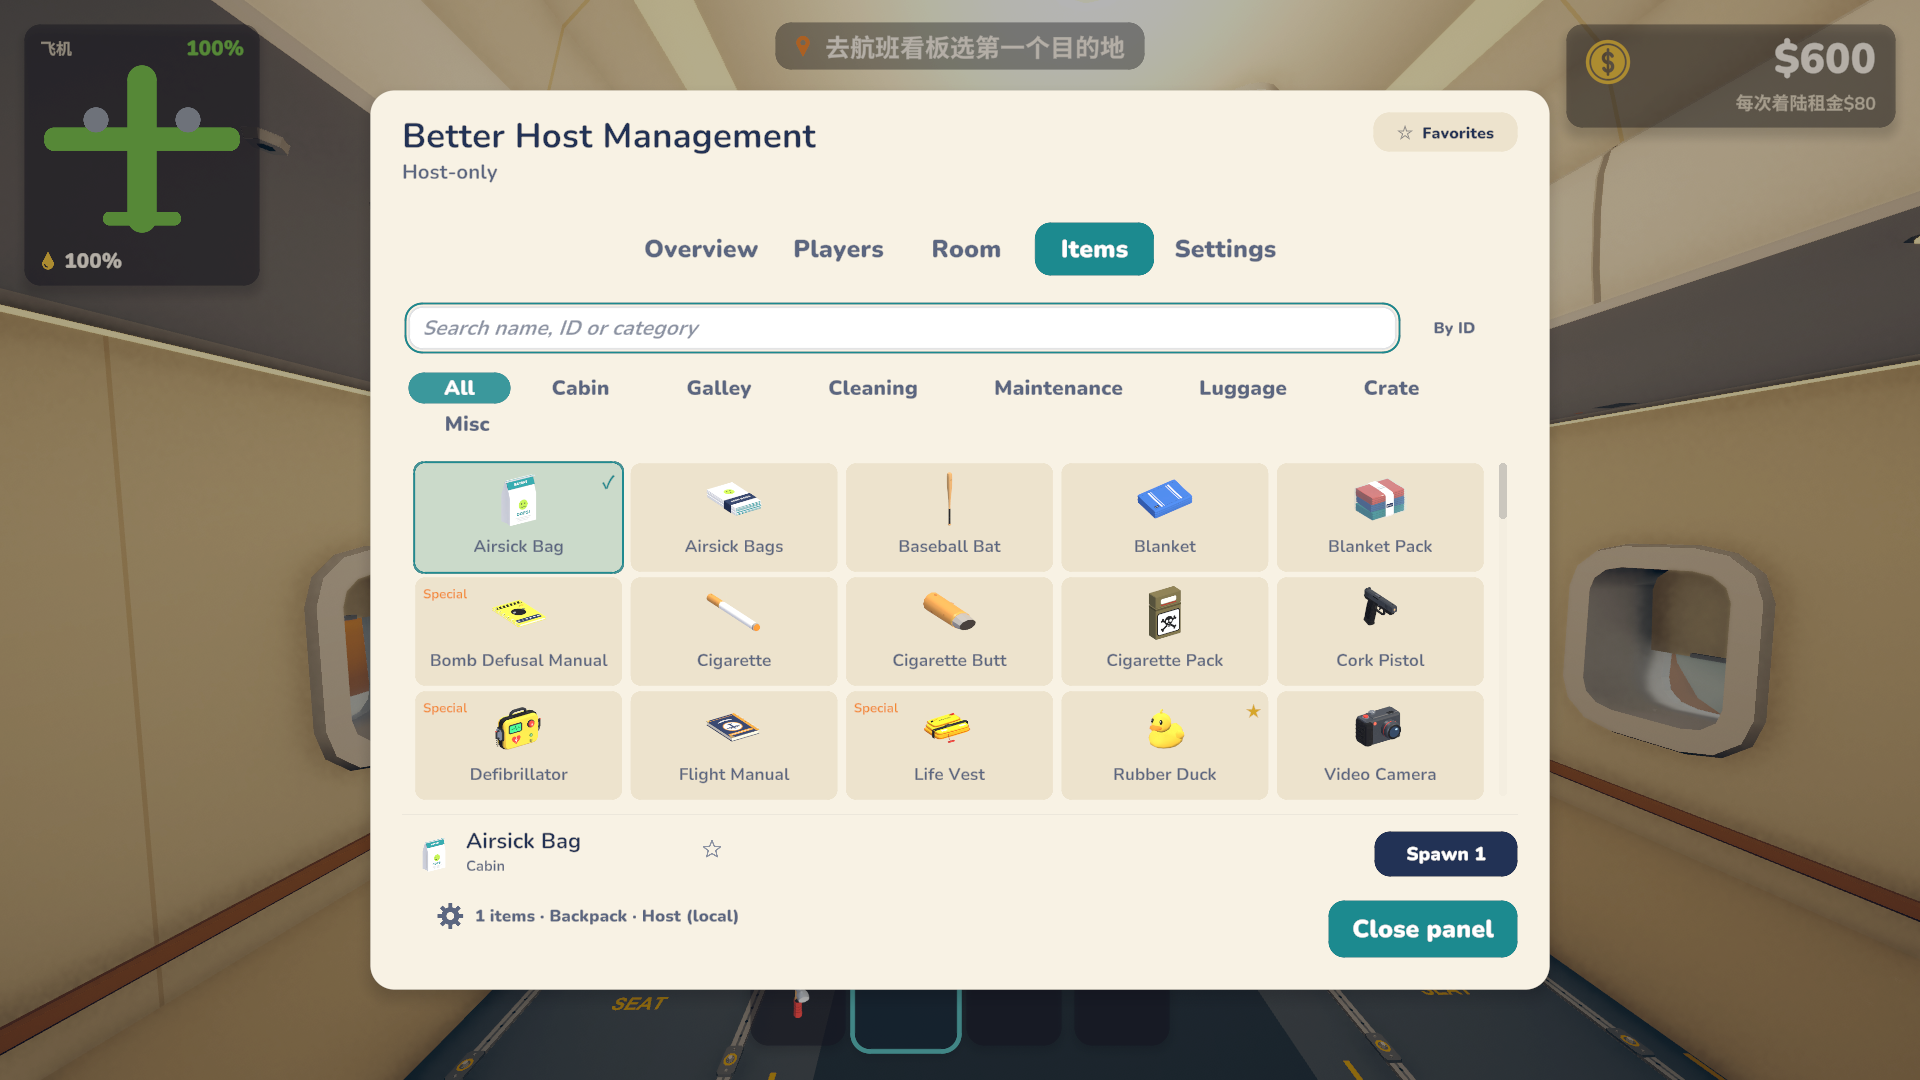 飞机 100%
100%
去航班看板选第一个目的地
$600
每次着陆租金$80
Better Host Management
Host-only
☆ Favorites
Overview Players Room Items Settings
Search name, ID or category
By ID
All Cabin Galley Cleaning Maintenance Luggage Crate
Misc
Airsick Bag Airsick Bags Baseball Bat Blanket Blanket Pack
Special
Bomb Defusal Manual Cigarette Cigarette Butt Cigarette Pack Cork Pistol
Special Special
Defibrillator Flight Manual Life Vest Rubber Duck Video Camera
Airsick Bag
Cabin
Spawn 1
1 items · Backpack · Host (local)
Close panel
SEAT